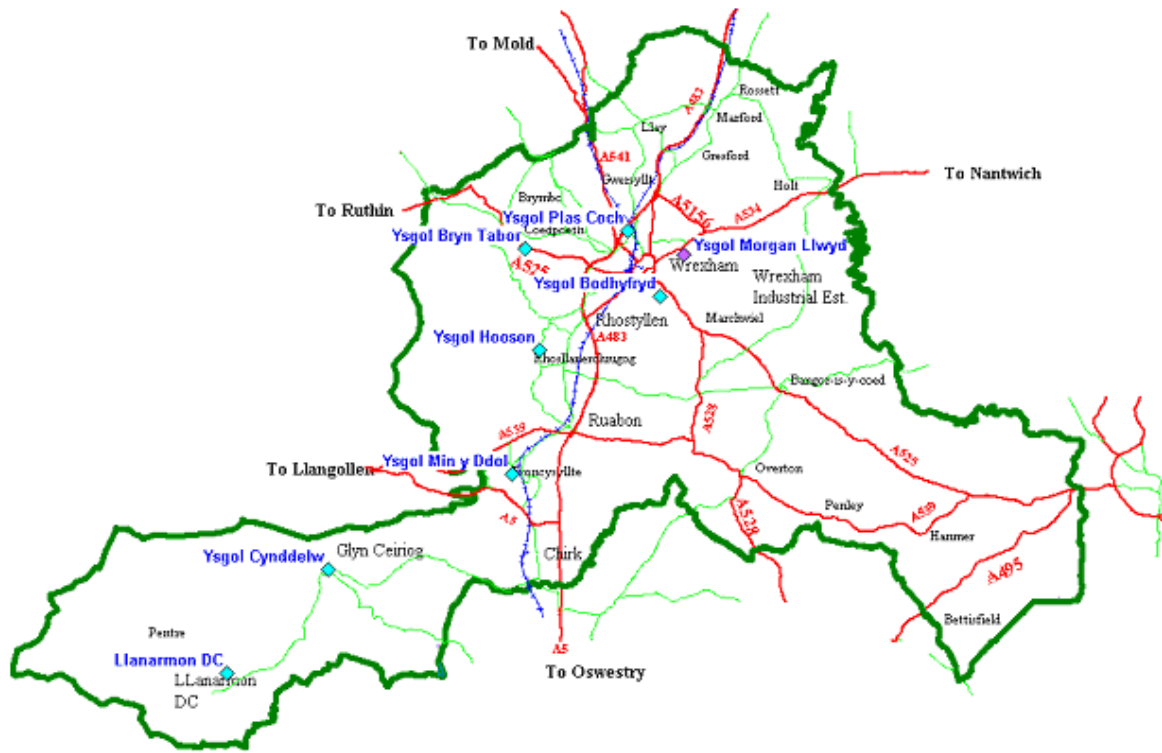 To Mold
A483
Rossett
Marford
Llay
Gresford
A541
Gwersyllt
To Nantwich
Holt
Brymbo
A5156
A534
To Ruthin
Ysgol Plas Coch
Ysgol Bryn Tabor
Ysgol Morgan Llwyd
A525
Wrexham
Wrexham
Industrial Est.
Ysgol Bodhyfryd
Rhostyllen
Marchwiel
A483
Ysgol Hooson
Bangor-is-y-coed
Ruabon
A528
A539
A525
Ysgol Min y Ddol
To Llangollen
Overton
Penley
A539
A5
A528
Hanmer
Ysgol Cynddelw
Glyn Ceiriog
Chirk
A495
Bettisfield
Pentre
A5
Llanarmon DC
To Oswestry
LLanarmon
DC